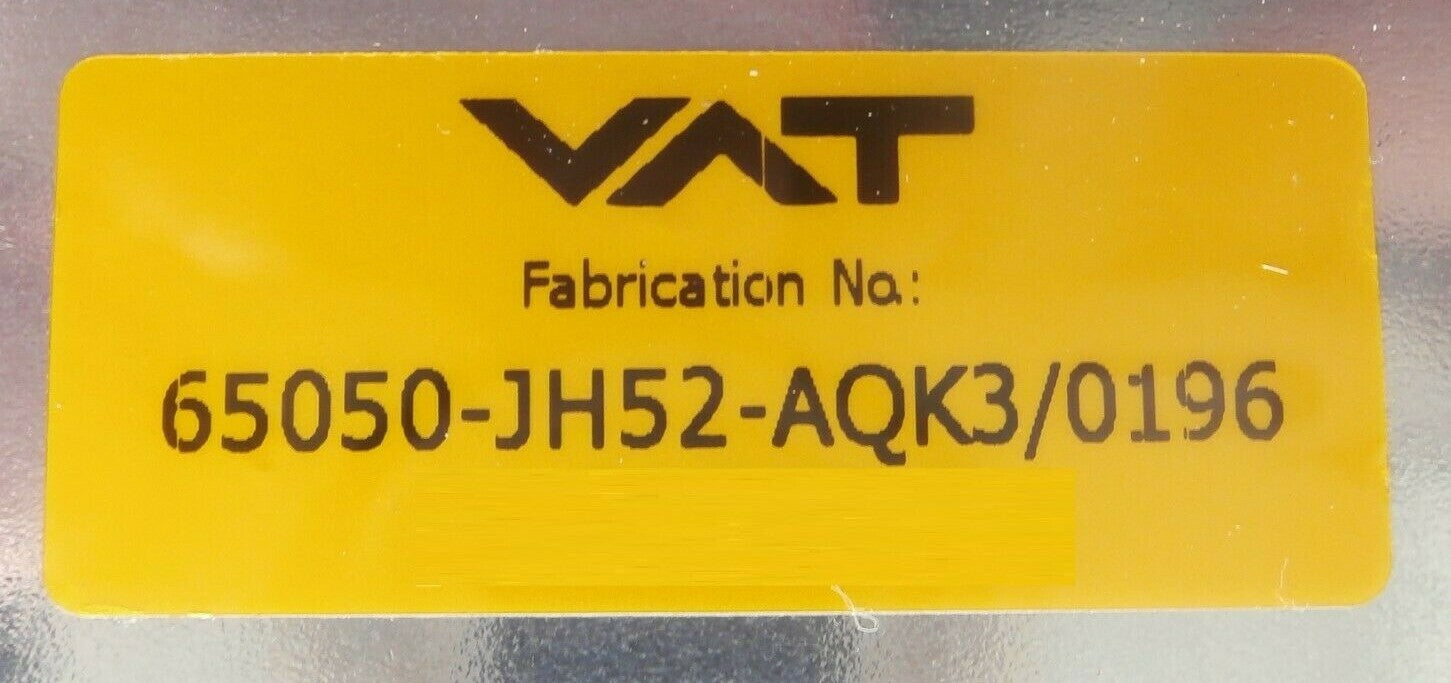 VAT
Fabrication No.:
65050-JH52-AQK3/0196